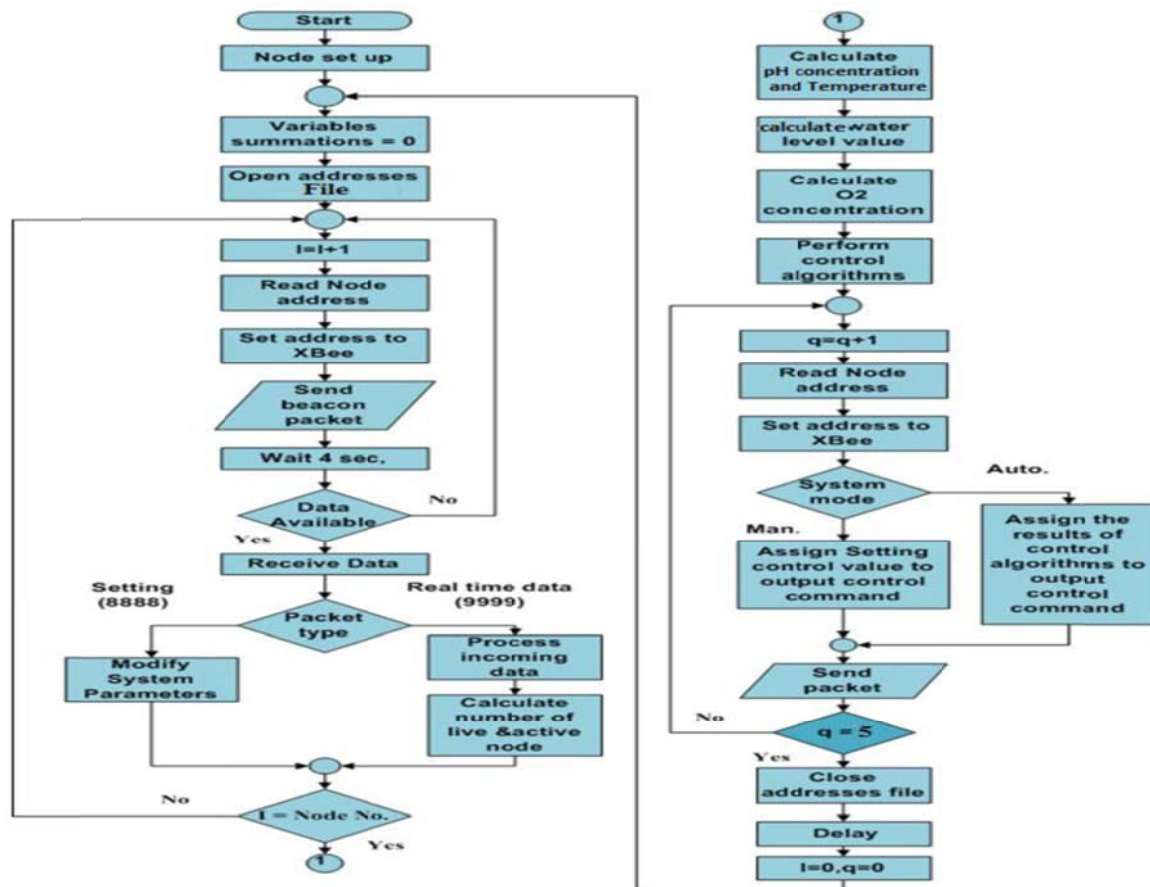 Start
Node set up
Variables
summations = 0
Open addresses
File
I=I+1
Read Node
address
Set address to
XBee
Send
beacon
packet
Wait 4 sec,
Data
Available
No
Yes
Receive Data
Setting
(8888)
Real time data
(9999)
Packet
type
Modify
System
Parameters
Process
incoming
data
Calculate
number of
live &active
node
No
I = Node No.
Yes
1
1
Calculate
pH concentration
and Temperature
calculate water
level value
Calculate
O2
concentration
Perform
control
algorithms
q=q+1
Read Node
address
Set address to
XBee
System
mode
Auto.
Man.
Assign Setting
control value to
output control
command
Assign the
results of
control
algorithms to
output
control
command
Send
packet
No
q = 5
Yes
Close
addresses file
Delay
I=0,q=0